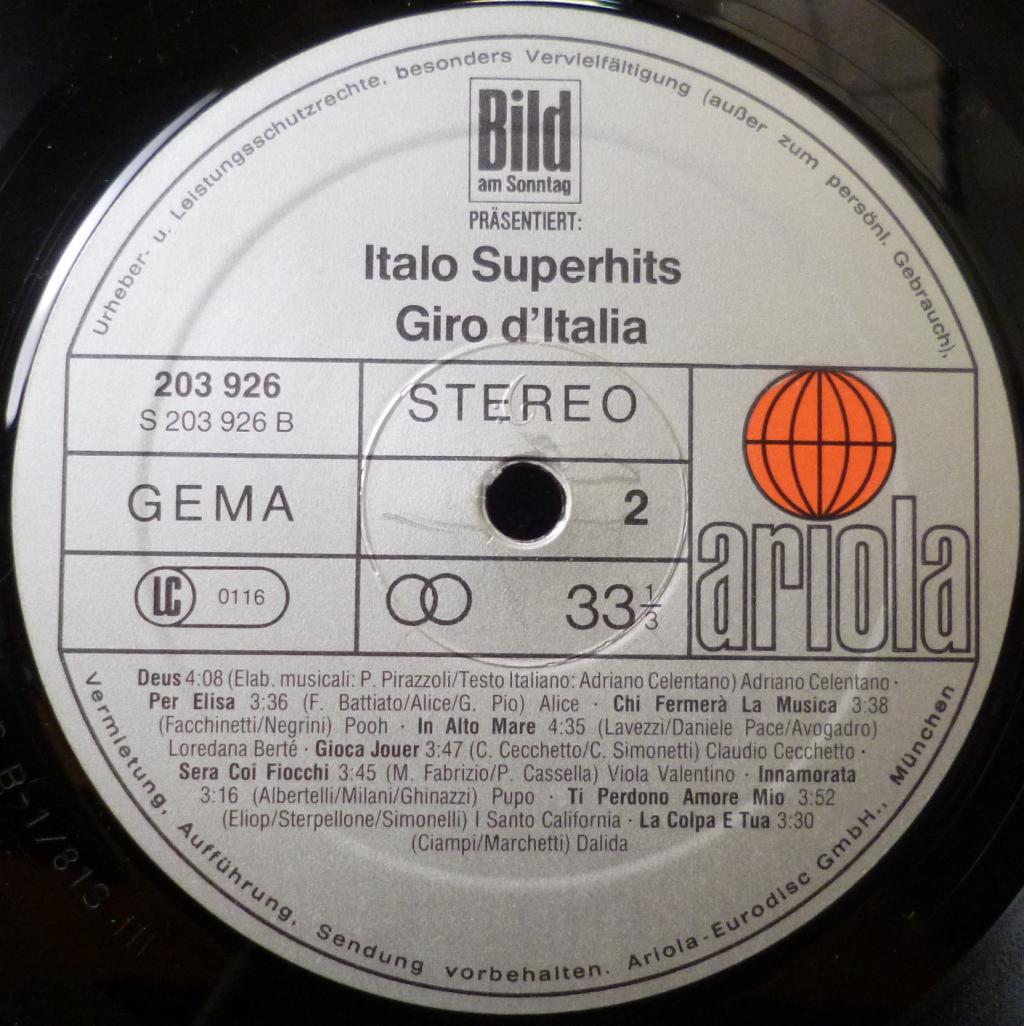 Urheber- u. Leistungsschutzrechte, besonders Vervielfältigung (außer zum persönl. Gebrauch),
Bild
am Sonntag
PRÄSENTIERT:
Italo Superhits
Giro d'Italia
203 926
S 203 926 B
STEREO
GEMA
2
LC 0116
33 1/3
ariola
Deus 4:08 (Elab. musicali: P. Pirazzoli/Testo Italiano: Adriano Celentano) Adriano Celentano ·
Per Elisa 3:36 (F. Battiato/Alice/G. Pio) Alice · Chi Fermerà La Musica 3:38
(Facchinetti/Negrini) Pooh · In Alto Mare 4:35 (Lavezzi/Daniele Pace/Avogadro)
Loredana Berté · Gioca Jouer 3:47 (C. Cecchetto/C. Simonetti) Claudio Cecchetto ·
Sera Coi Fiocchi 3:45 (M. Fabrizio/P. Cassella) Viola Valentino · Innamorata
3:16 (Albertelli/Milani/Ghinazzi) Pupo · Ti Perdono Amore Mio 3:52
(Eliop/Sterpellone/Simonelli) I Santo California · La Colpa E Tua 3:30
(Ciampi/Marchetti) Dalida
Vermietung, Aufführung, Sendung vorbehalten. Ariola-Eurodisc GmbH., München